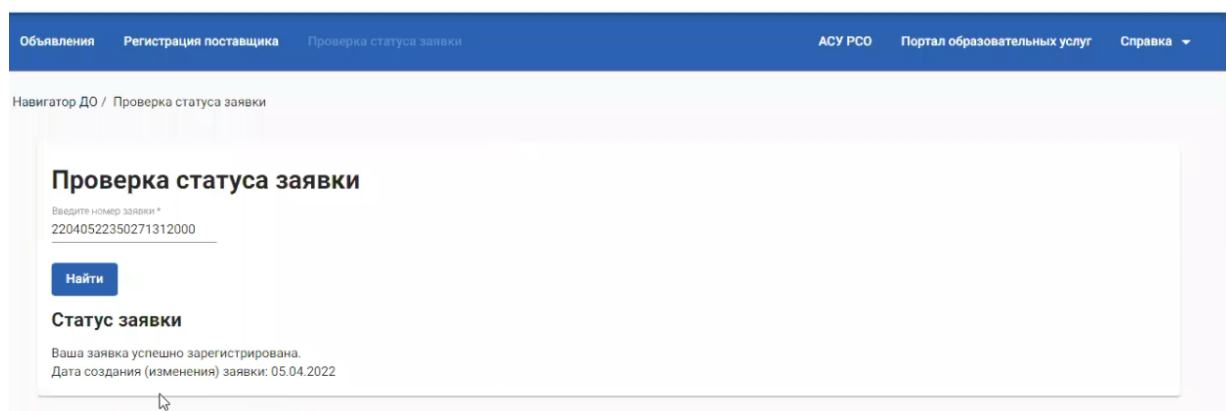 Объявления Регистрация поставщика Проверка статуса заявки АСУ РСО Портал образовательных услуг Справка
Навигатор ДО / Проверка статуса заявки
Проверка статуса заявки
Введите номер заявки *
22040522350271312000
Найти
Статус заявки
Ваша заявка успешно зарегистрирована.
Дата создания (изменения) заявки: 05.04.2022